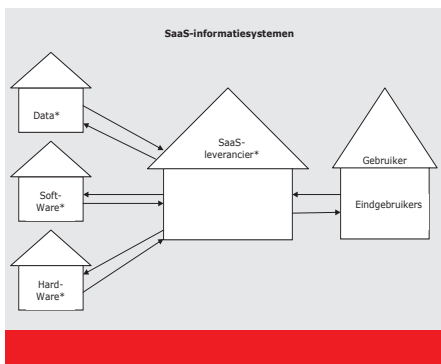 SaaS-informatiesystemen
Data*
SaaS-
leverancier*
Gebruiker
Soft-
Ware*
Eindgebruikers
Hard-
Ware*